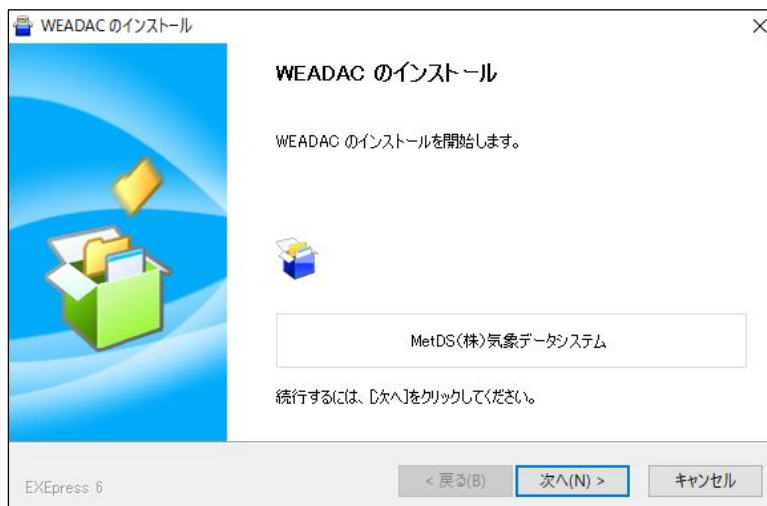 WEADAC のインストール
WEADAC のインストール
WEADAC のインストールを開始します。
MetDS(株)気象データシステム
続行するには、[次へ]をクリックしてください。
EXEpress 6
< 戻る(B)
次へ(N) >
キャンセル